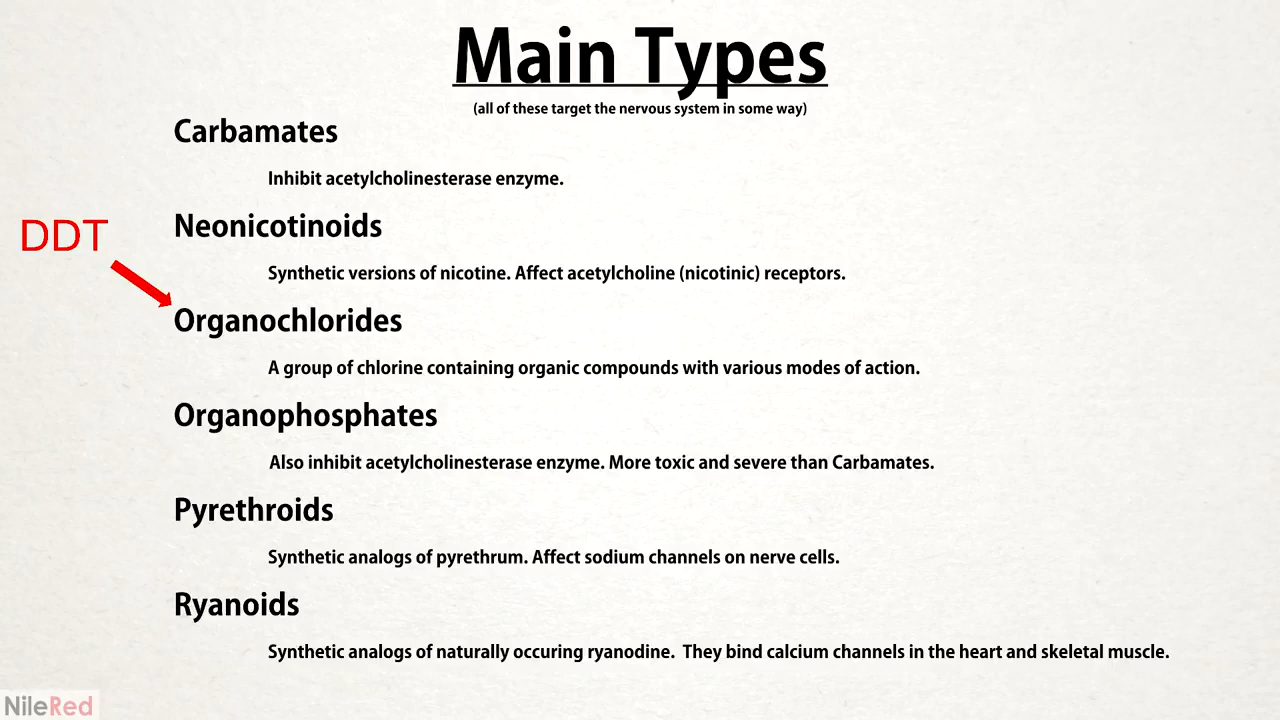 Main Types
(all of these target the nervous system in some way)
Carbamates
Inhibit acetylcholinesterase enzyme.
Neonicotinoids
Synthetic versions of nicotine. Affect acetylcholine (nicotinic) receptors.
DDT
Organochlorides
A group of chlorine containing organic compounds with various modes of action.
Organophosphates
Also inhibit acetylcholinesterase enzyme. More toxic and severe than Carbamates.
Pyrethroids
Synthetic analogs of pyrethrum. Affect sodium channels on nerve cells.
Ryanoids
Synthetic analogs of naturally occuring ryanodine. They bind calcium channels in the heart and skeletal muscle.
NileRed